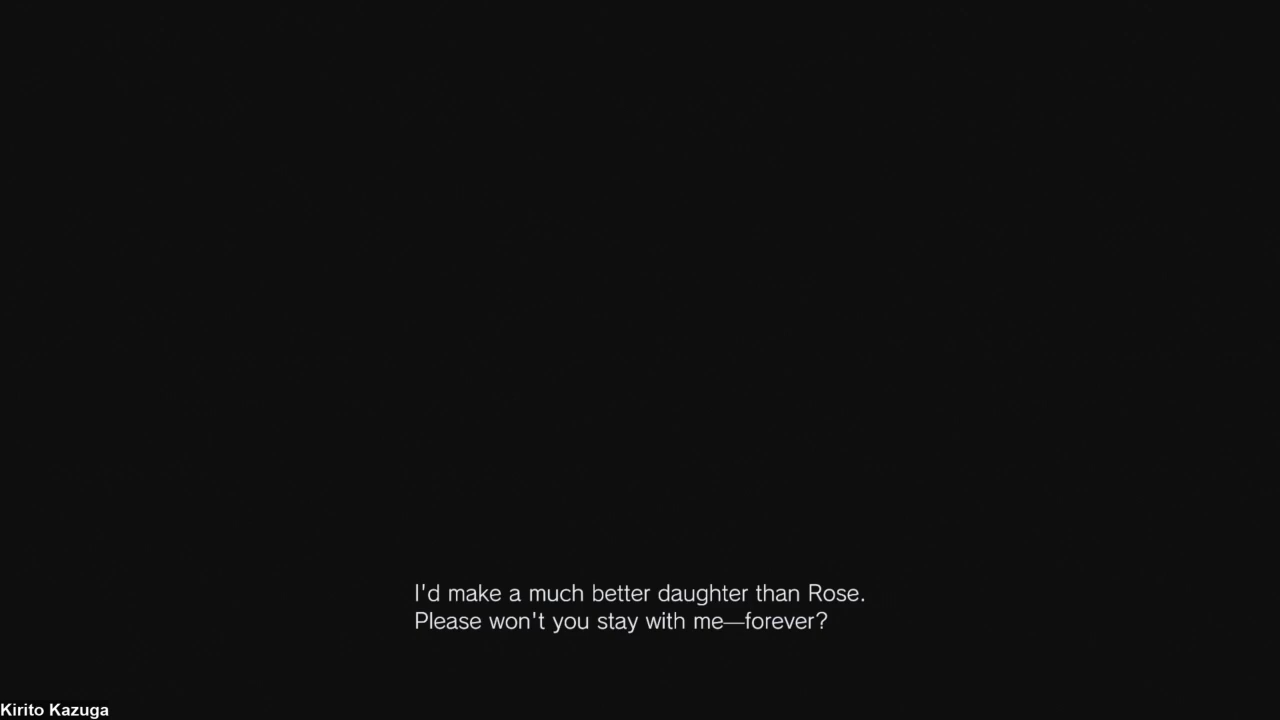 I'd make a much better daughter than Rose.
Please won't you stay with me—forever?
Kirito Kazuga